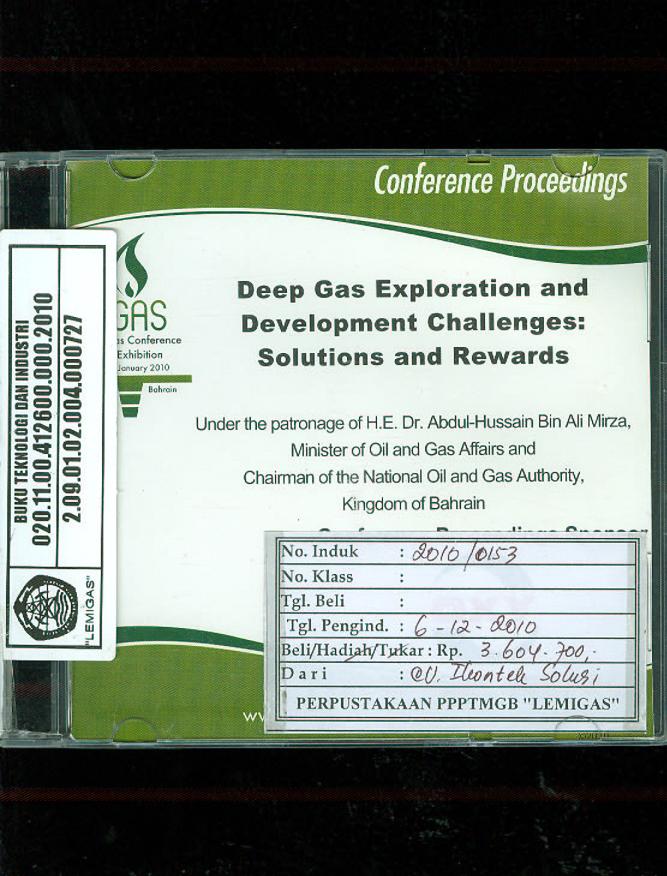 Conference Proceedings
GAS
as Conference
Exhibition
January 2010
Bahrain
Deep Gas Exploration and
Development Challenges:
Solutions and Rewards
Under the patronage of H.E. Dr. Abdul-Hussain Bin Ali Mirza,
Minister of Oil and Gas Affairs and
Chairman of the National Oil and Gas Authority,
Kingdom of Bahrain
BUKU TEKNOLOGI DAN INDUSTRI
020.11.00.412600.000.2010
2.09.01.02.004.000727
"LEMIGAS"
No. Induk : 2010/0153
No. Klass :
Tgl. Beli :
Tgl. Pengind. : 6-12-2010
Beli/Hadiah/Tukar : Rp. 3.604.700,-
Dari : CV. Solusi
PERPUSTAKAAN PPPTMGB "LEMIGAS"